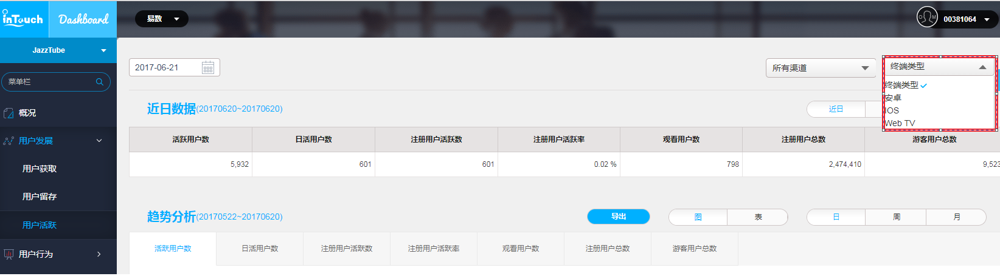 inTouch
Dashboard
易数
00381064
JazzTube
2017-06-21
所有渠道
终端类型
菜单栏
终端类型
安卓
IOS
Web TV
近日数据(20170620~20170620)
近日
概况
用户发展
用户获取
用户留存
用户活跃
用户行为
活跃用户数 日活用户数 注册用户活跃数 注册用户活跃率 观看用户数 注册用户总数 游客用户总数
5,932 601 601 0.02 % 798 2,474,410 9,523
趋势分析(20170522~20170620)
导出
图 表
日 周 月
活跃用户数 日活用户数 注册用户活跃数 注册用户活跃率 观看用户数 注册用户总数 游客用户总数